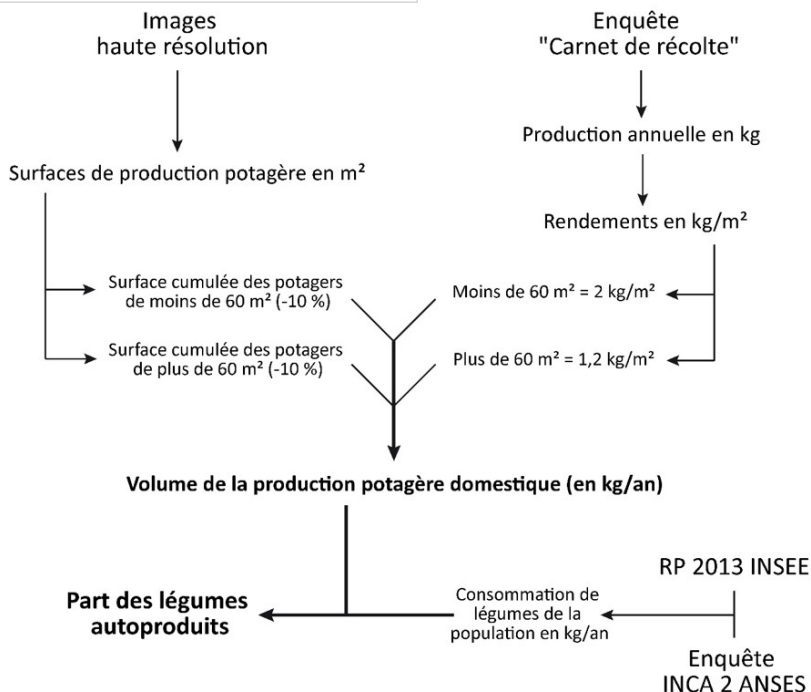 Images
haute résolution
Enquête
"Carnet de récolte"
Production annuelle en kg
Surfaces de production potagère en m²
Rendements en kg/m²
Surface cumulée des potagers
de moins de 60 m² (-10 %)
Moins de 60 m² = 2 kg/m²
Surface cumulée des potagers
de plus de 60 m² (-10 %)
Plus de 60 m² = 1,2 kg/m²
Volume de la production potagère domestique (en kg/an)
RP 2013 INSEE
Part des légumes
autoproduits
Consommation de
légumes de la
population en kg/an
Enquête
INCA 2 ANSES